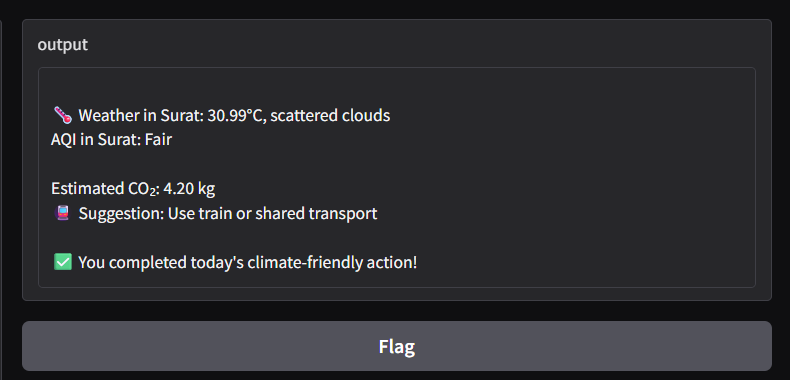 output
🌡️ Weather in Surat: 30.99°C, scattered clouds
AQI in Surat: Fair
Estimated CO₂: 4.20 kg
🚆 Suggestion: Use train or shared transport
✅ You completed today's climate-friendly action!
Flag